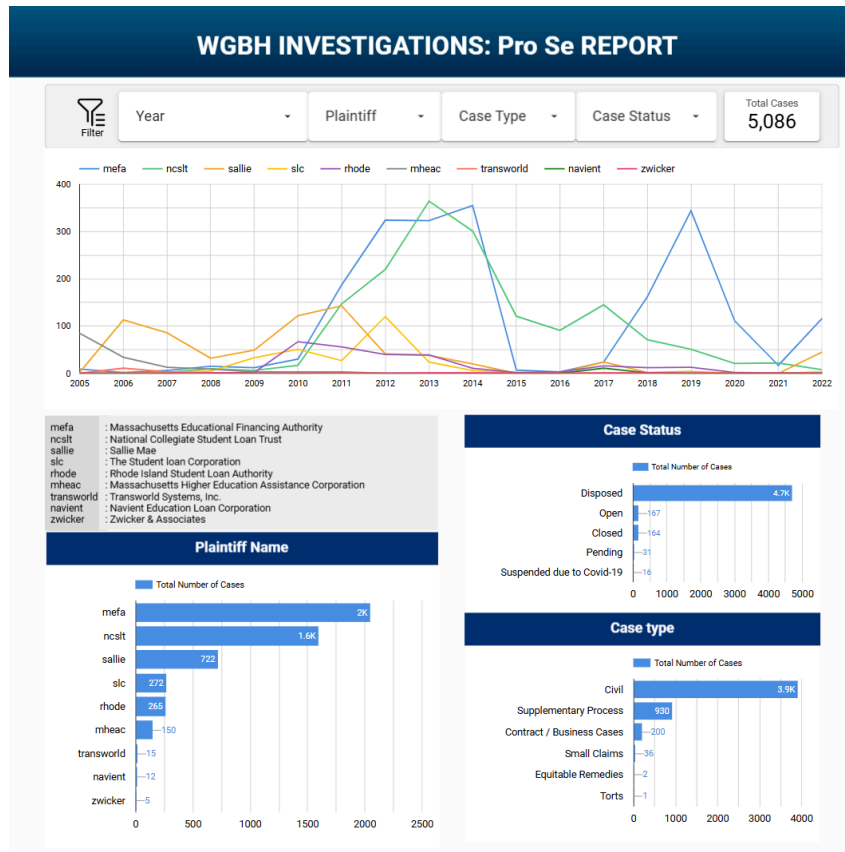 WGBH INVESTIGATIONS: Pro Se REPORT
Filter
Year
Plaintiff
Case Type
Case Status
Total Cases
5,086
mefa ncslt sallie slc rhode mheac transworld navient zwicker
400
300
200
100
0
2005 2006 2007 2008 2009 2010 2011 2012 2013 2014 2015 2016 2017 2018 2019 2020 2021 2022
mefa : Massachusetts Educational Financing Authority
ncslt : National Collegiate Student Loan Trust
sallie : Sallie Mae
slc : The Student loan Corporation
rhode : Rhode Island Student Loan Authority
mheac : Massachusetts Higher Education Assistance Corporation
transworld : Transworld Systems, Inc.
navient : Navient Education Loan Corporation
zwicker : Zwicker & Associates
Plaintiff Name
Total Number of Cases
mefa 2K
ncslt 1.6K
sallie 722
slc 272
rhode 265
mheac 150
transworld 15
navient 12
zwicker 5
0 500 1000 1500 2000 2500
Case Status
Total Number of Cases
Disposed 4.7K
Open 167
Closed 164
Pending 31
Suspended due to Covid-19 16
0 1000 2000 3000 4000 5000
Case type
Total Number of Cases
Civil 3.9K
Supplementary Process 930
Contract / Business Cases 200
Small Claims 36
Equitable Remedies 2
Torts 1
0 1000 2000 3000 4000